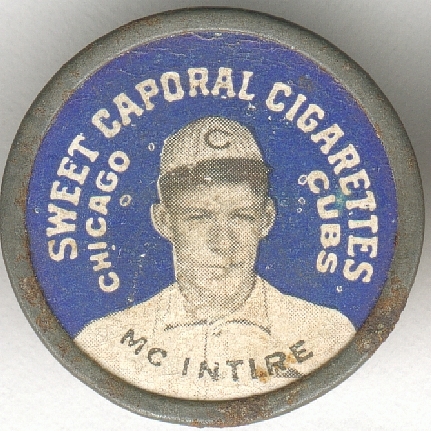 SWEET CAPORAL CIGARETTES
CHICAGO
CUBS
C
MC INTIRE